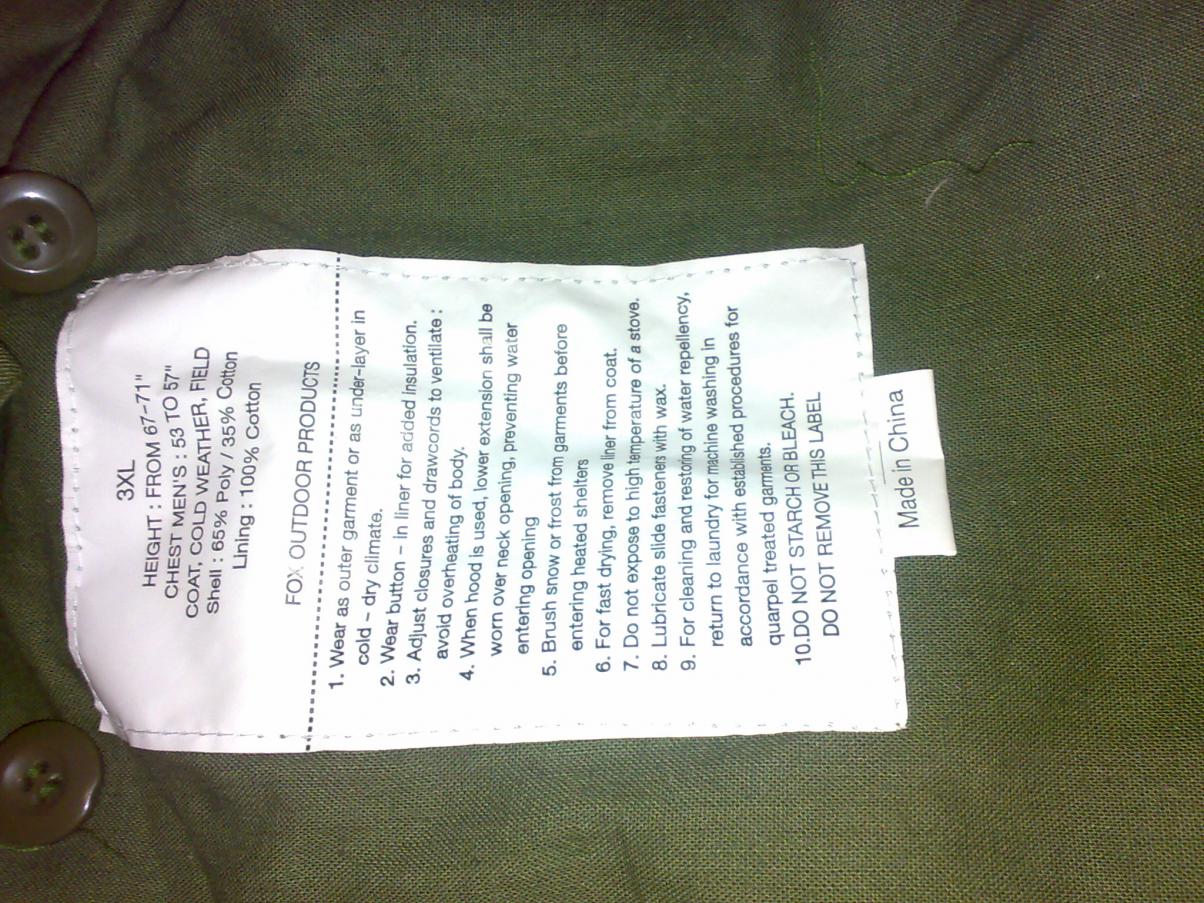 3XL
HEIGHT : FROM 67-71"
CHEST MEN'S : 53 TO 57"
COAT, COLD WEATHER, FIELD
Shell : 65% Poly / 35% Cotton
Lining : 100% Cotton
FOX OUTDOOR PRODUCTS
1. Wear as outer garment or as under-layer in
cold - dry climate.
2. Wear button - in liner for added insulation.
3. Adjust closures and drawcords to ventilate :
avoid overheating of body.
4. When hood is used, lower extension shall be
worn over neck opening, preventing water
entering opening
5. Brush snow or frost from garments before
entering heated shelters
6. For fast drying, remove liner from coat.
7. Do not expose to high temperature of a stove.
8. Lubricate slide fasteners with wax.
9. For cleaning and restoring of water repellency,
return to laundry for machine washing in
accordance with established procedures for
quarpel treated garments.
10.DO NOT STARCH OR BLEACH.
DO NOT REMOVE THIS LABEL
Made in China